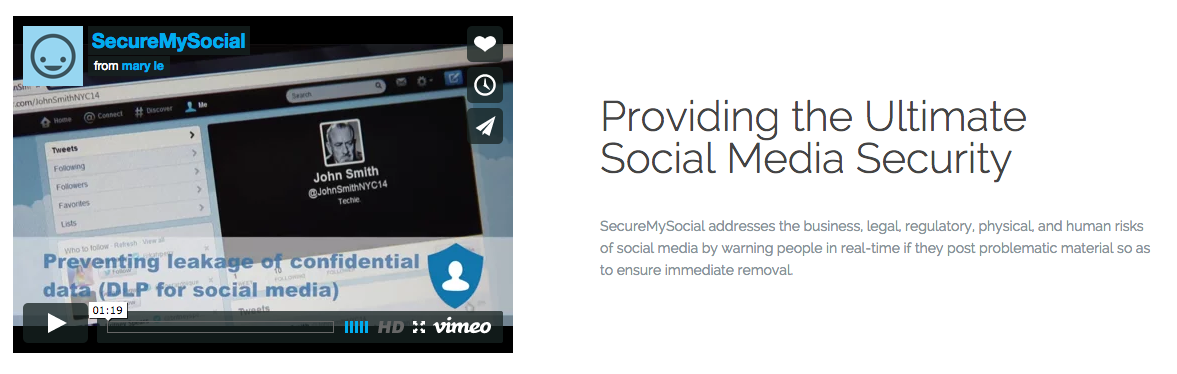 SecureMySocial
from mary le
.com/JohnSmithNYC14
Home
Connect
Discover
Me
Search
Tweets
Following
Followers
Favorites
Lists
John Smith
@JohnSmithNYC14
Techie.
Who to follow Refresh View all
Follow
Preventing leakage of confidential
data (DLP for social media)
Tweets
01:19
HD
vimeo
Providing the Ultimate
Social Media Security
SecureMySocial addresses the business, legal, regulatory, physical, and human risks
of social media by warning people in real-time if they post problematic material so as
to ensure immediate removal.